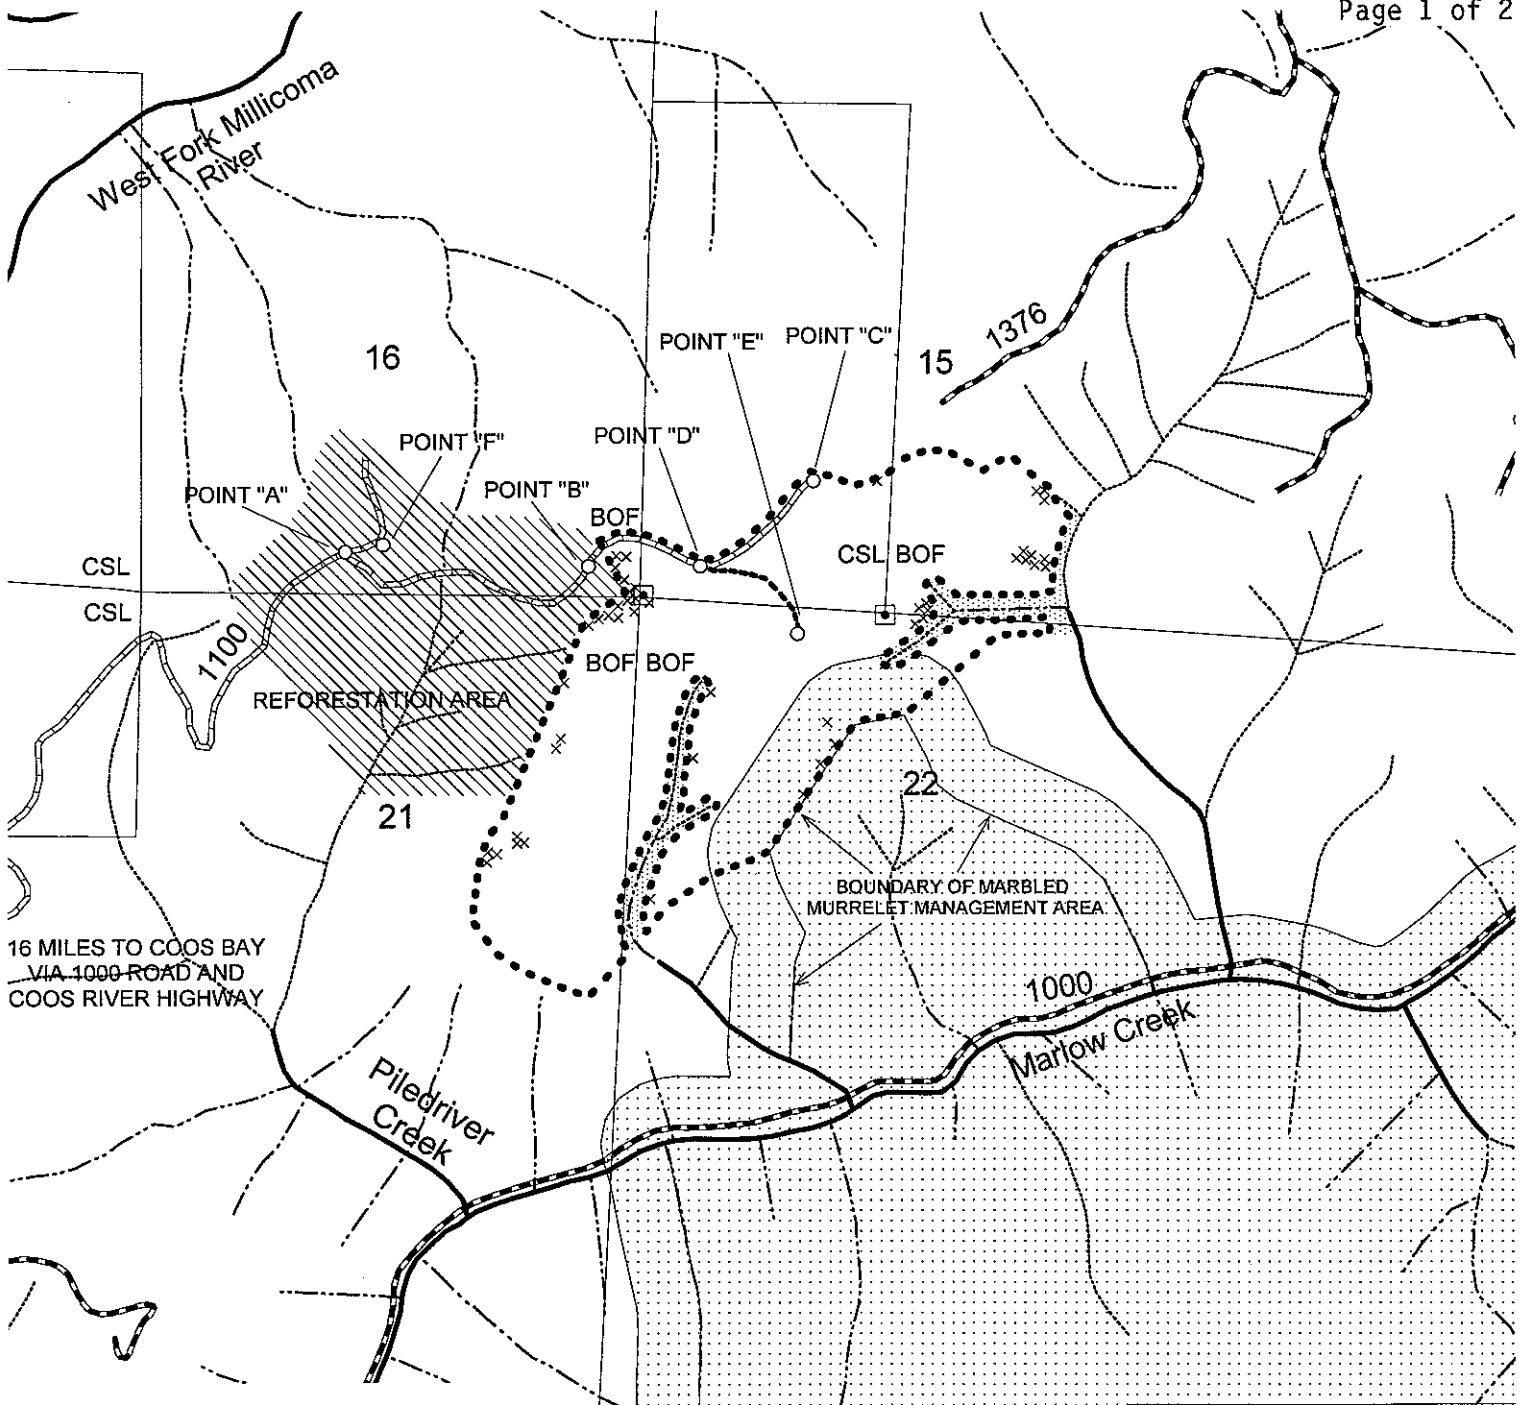 Page 1 of 2
West Fork Millicoma
River
1376
POINT "E"
POINT "C"
16
15
POINT "F"
POINT "D"
POINT "A"
POINT "B"
BOF
CSL BOF
CSL
CSL
1100
BOF BOF
REFORESTATION AREA
22
21
BOUNDARY OF MARBLED
MURRELET MANAGEMENT AREA
16 MILES TO COOS BAY
VIA 1000 ROAD AND
COOS RIVER HIGHWAY
1000
Marlow Creek
Piledriver
Creek